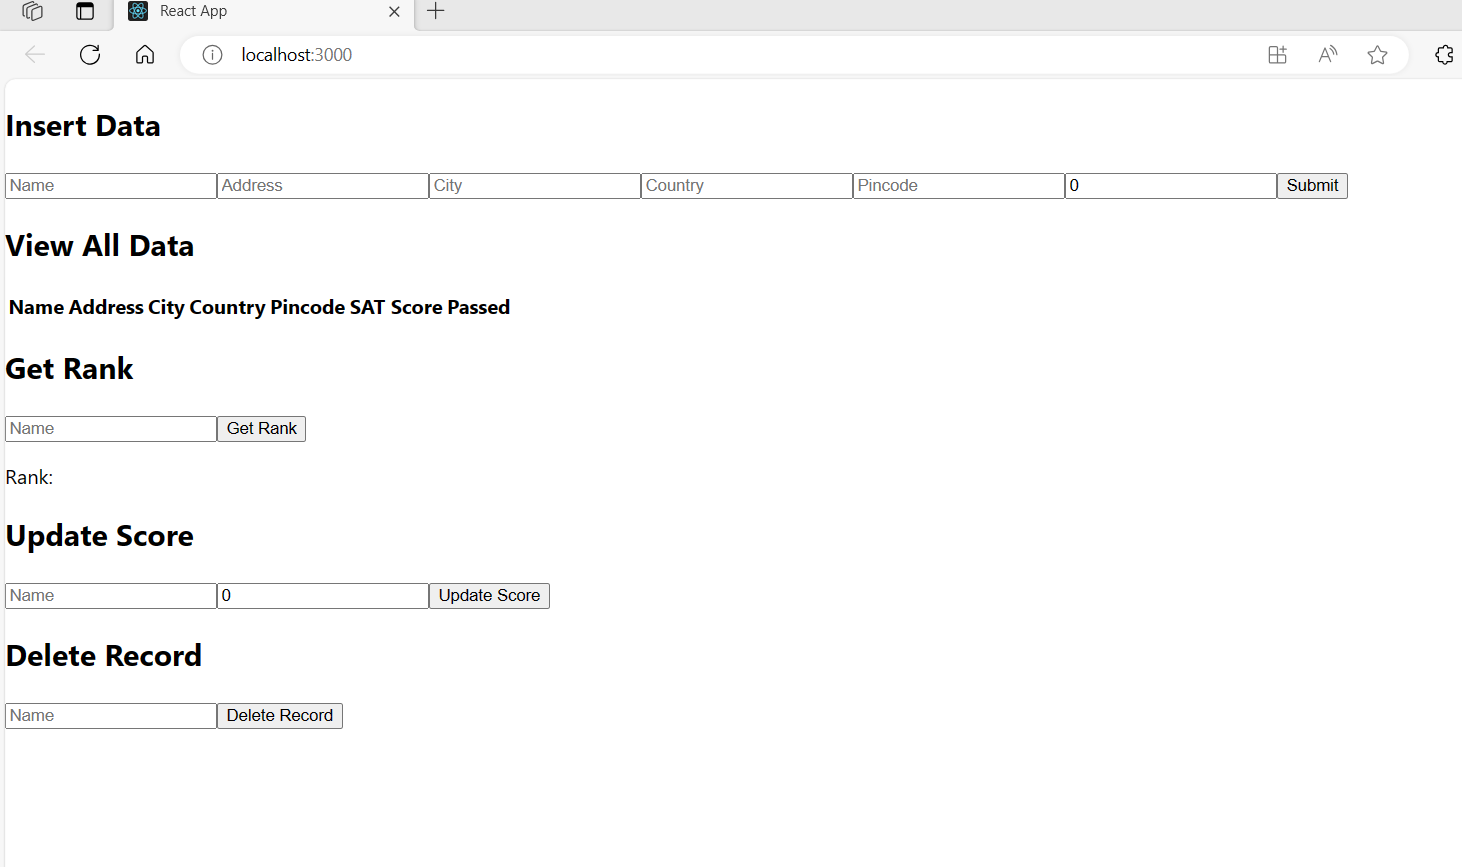 React App
localhost:3000
Insert Data
Name Address City Country Pincode 0 Submit
View All Data
Name Address City Country Pincode SAT Score Passed
Get Rank
Name Get Rank
Rank:
Update Score
Name 0 Update Score
Delete Record
Name Delete Record